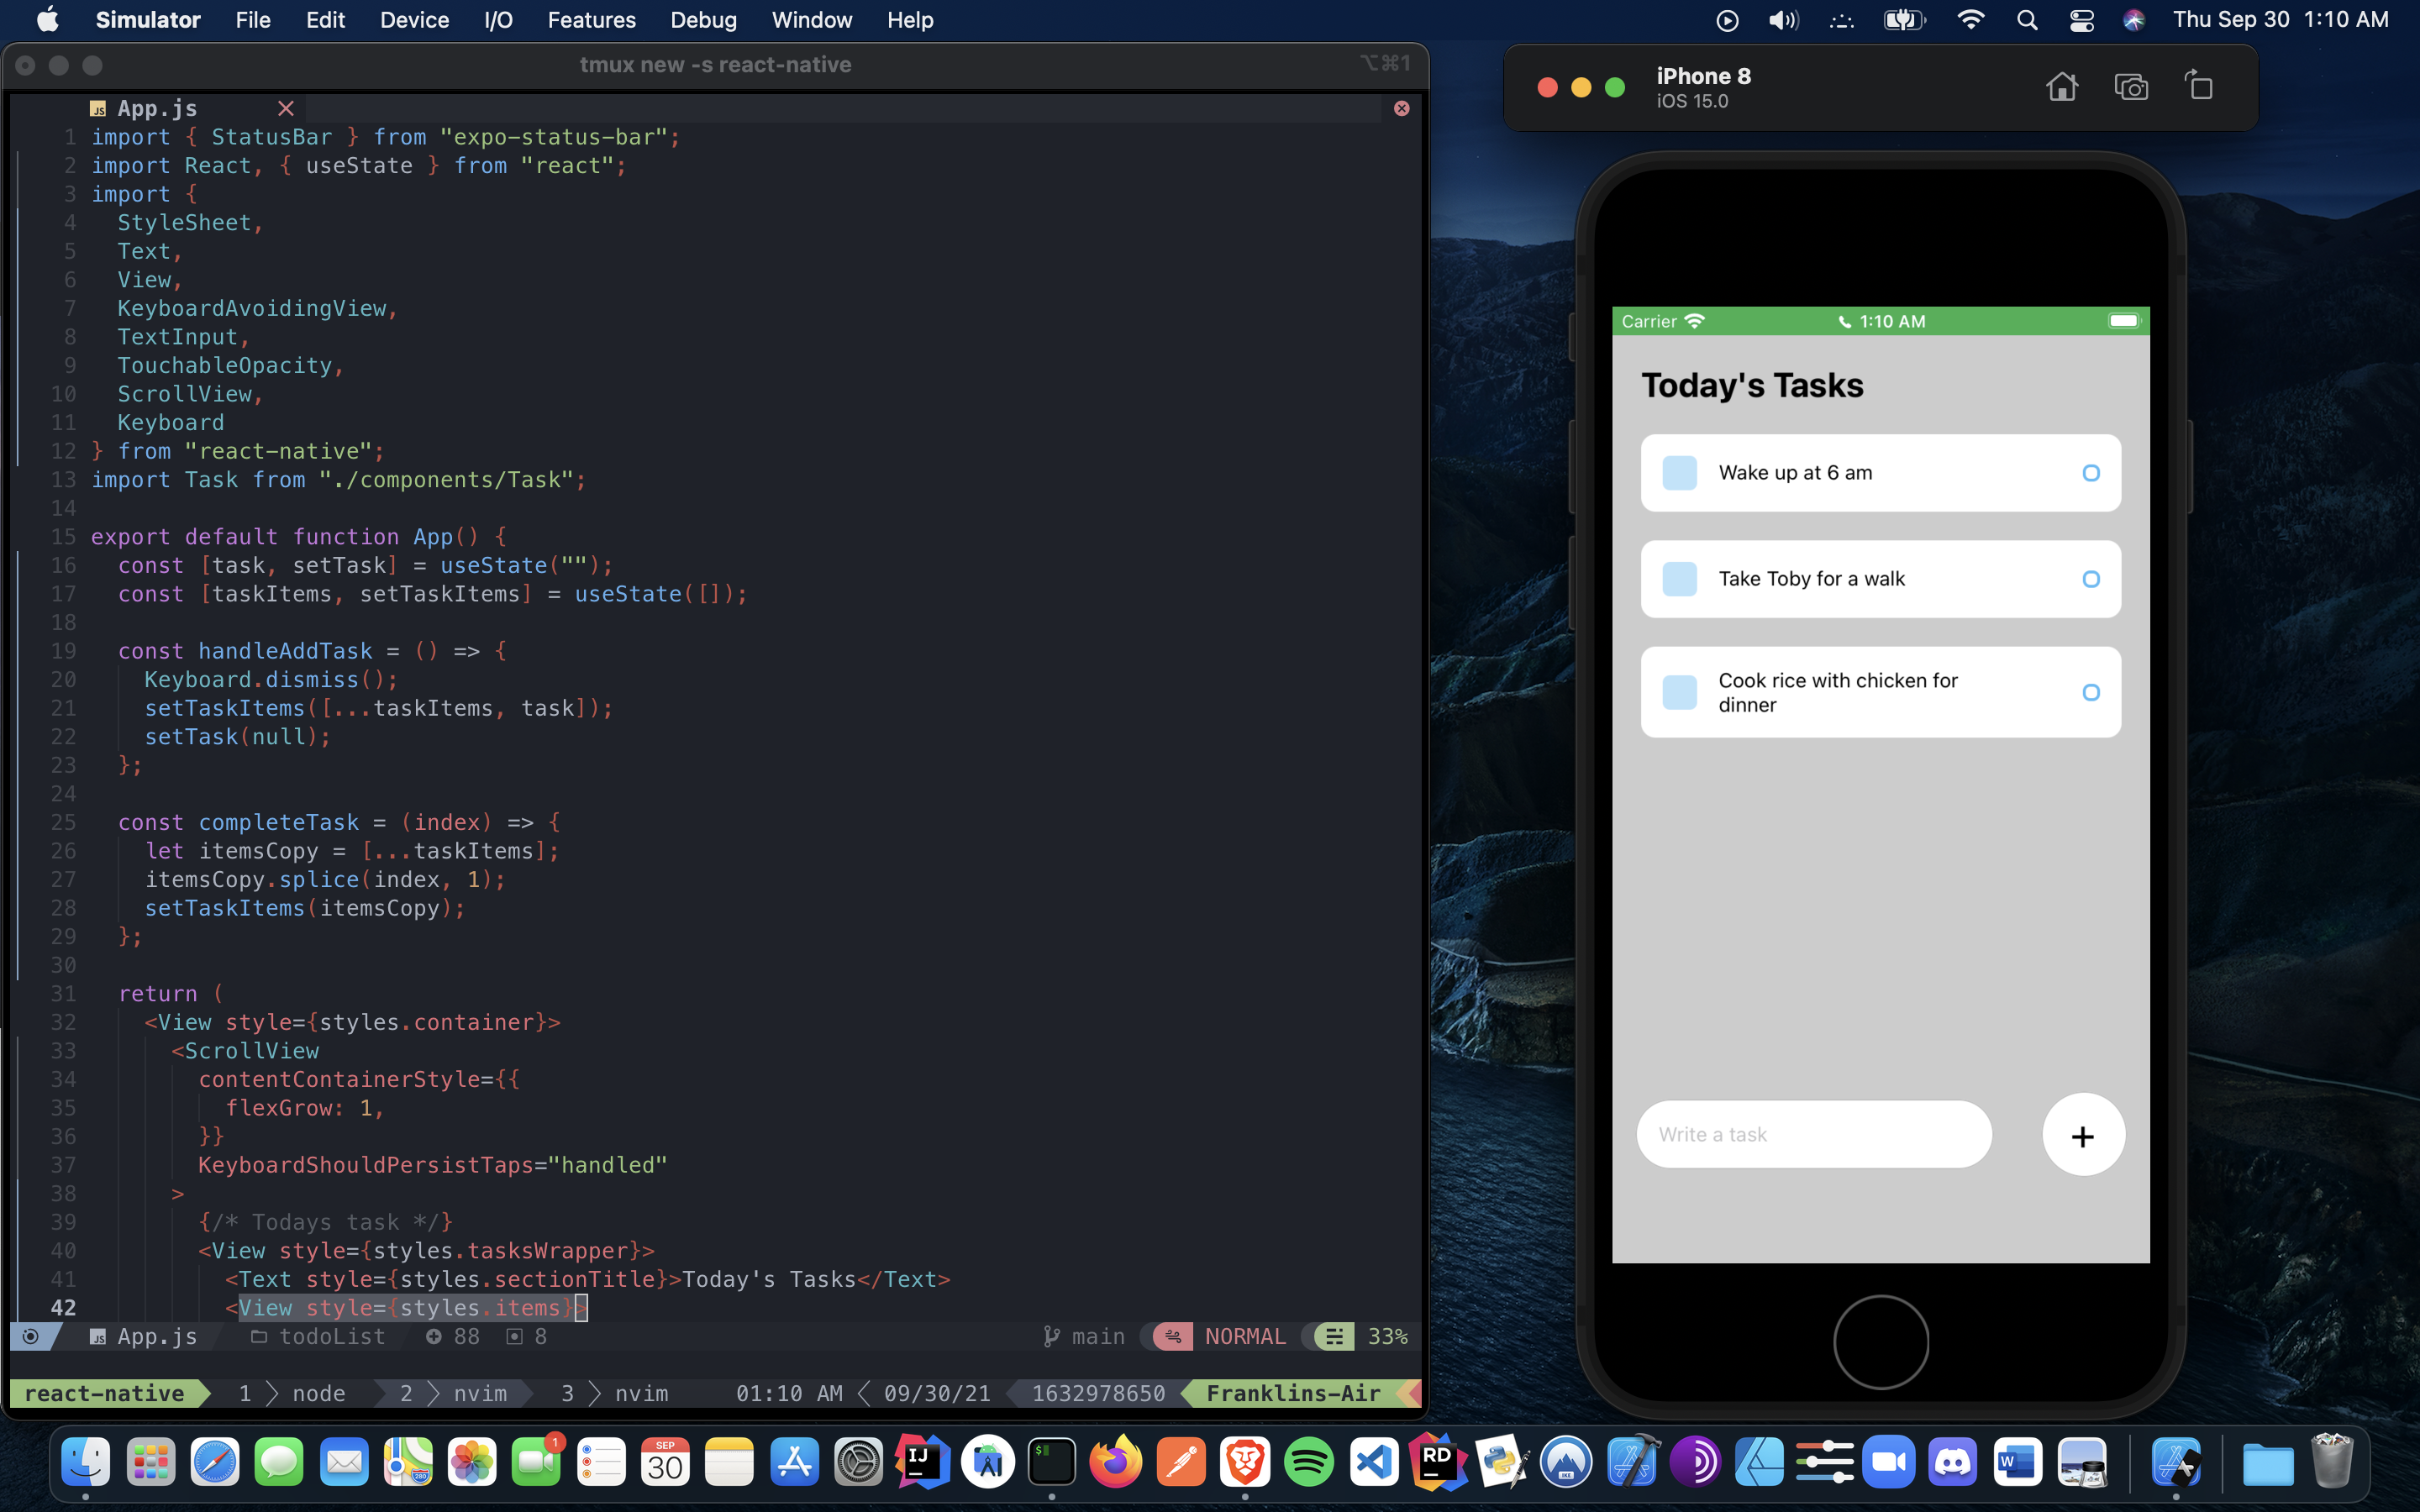 Simulator File Edit Device I/O Features Debug Window Help Thu Sep 30 1:10 AM
tmux new -s react-native ⌥⌘1
JS App.js
1 import { StatusBar } from "expo-status-bar";
2 import React, { useState } from "react";
3 import {
4 StyleSheet,
5 Text,
6 View,
7 KeyboardAvoidingView,
8 TextInput,
9 TouchableOpacity,
10 ScrollView,
11 Keyboard
12 } from "react-native";
13 import Task from "./components/Task";
14
15 export default function App() {
16 const [task, setTask] = useState("");
17 const [taskItems, setTaskItems] = useState([]);
18
19 const handleAddTask = () => {
20 Keyboard.dismiss();
21 setTaskItems([...taskItems, task]);
22 setTask(null);
23 };
24
25 const completeTask = (index) => {
26 let itemsCopy = [...taskItems];
27 itemsCopy.splice(index, 1);
28 setTaskItems(itemsCopy);
29 };
30
31 return (
32 <View style={styles.container}>
33 <ScrollView
34 contentContainerStyle={{
35 flexGrow: 1,
36 }}
37 KeyboardShouldPersistTaps="handled"
38 >
39 {/* Todays task */}
40 <View style={styles.tasksWrapper}>
41 <Text style={styles.sectionTitle}>Today's Tasks</Text>
42 <View style={styles.items}>
JS App.js todoList 88 8 main NORMAL 33%
react-native 1 node 2 nvim 3 nvim 01:10 AM 09/30/21 1632978650 Franklins-Air
iPhone 8
iOS 15.0
Carrier 1:10 AM
Today's Tasks
Wake up at 6 am
Take Toby for a walk
Cook rice with chicken for
dinner
Write a task
+
280 1 SEP 30 IJ $ RD IKE W